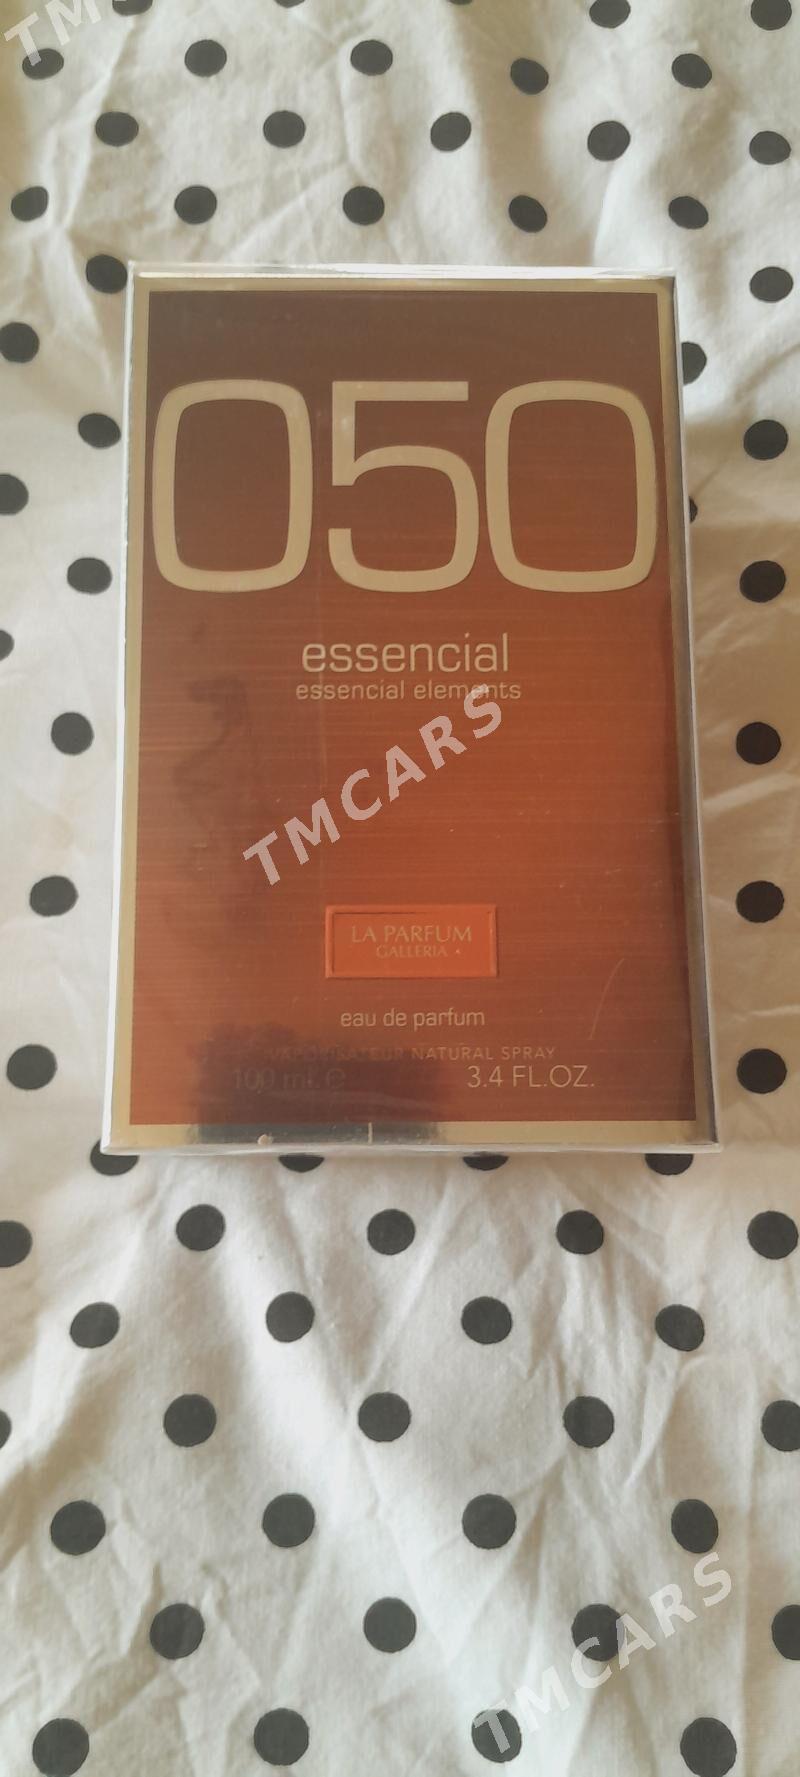 TMCARS
050
essencial
essencial elements
TMCARS
LA PARFUM
GALLERIA
eau de parfum
VAPORISATEUR NATURAL SPRAY
100 ml. e 3.4 FL.OZ.
TMCARS